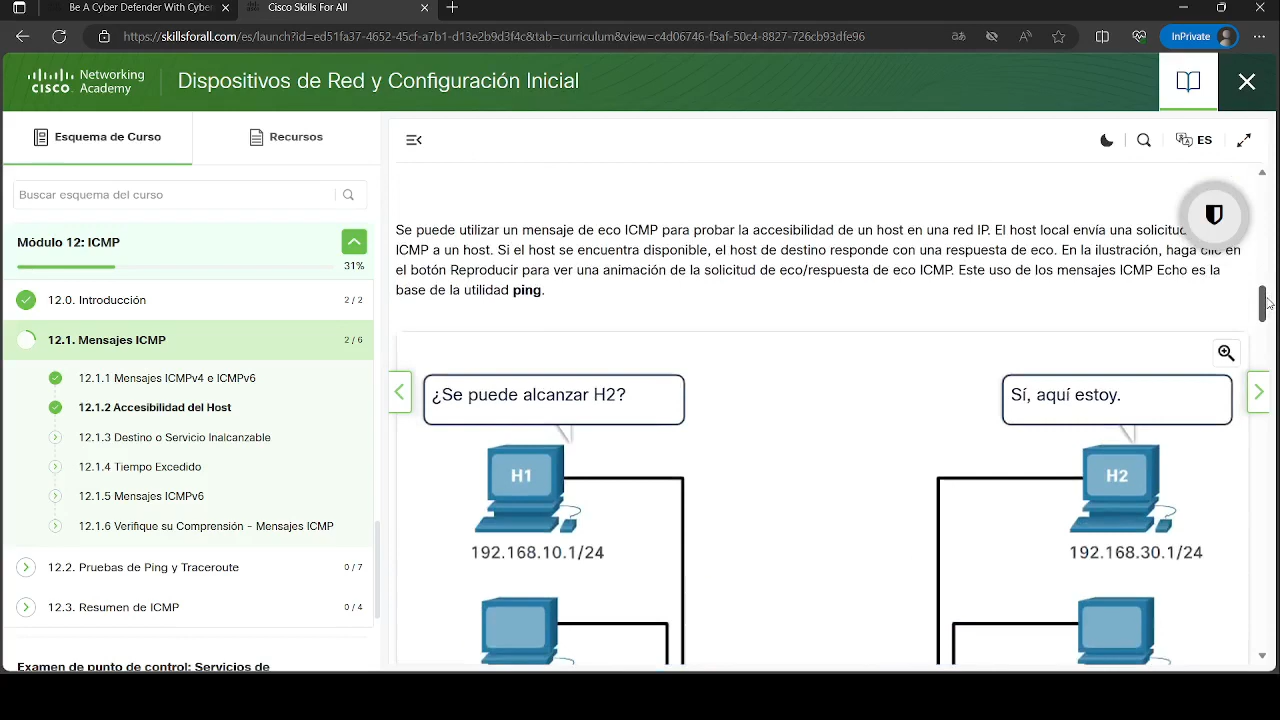 Be A Cyber Defender With Cyber
Cisco Skills For All
https://skillsforall.com/es/launch?id=ed51fa37-4652-45cf-a7b1-d13e2b9d3f4c&tab=curriculum&view=c4d06746-f5af-50c4-8827-726cb93dfe96
InPrivate
Networking
CISCO Academy
Dispositivos de Red y Configuración Inicial
Esquema de Curso
Recursos
ES
Buscar esquema del curso
Módulo 12: ICMP
31%
12.0. Introducción 2 / 2
12.1. Mensajes ICMP 2 / 6
12.1.1 Mensajes ICMPv4 e ICMPv6
12.1.2 Accesibilidad del Host
12.1.3 Destino o Servicio Inalcanzable
12.1.4 Tiempo Excedido
12.1.5 Mensajes ICMPv6
12.1.6 Verifique su Comprensión - Mensajes ICMP
12.2. Pruebas de Ping y Traceroute 0 / 7
12.3. Resumen de ICMP 0 / 4
Examen de punto de control: Servicios de
Se puede utilizar un mensaje de eco ICMP para probar la accesibilidad de un host en una red IP. El host local envía una solicitud
ICMP a un host. Si el host se encuentra disponible, el host de destino responde con una respuesta de eco. En la ilustración, haga clic en
el botón Reproducir para ver una animación de la solicitud de eco/respuesta de eco ICMP. Este uso de los mensajes ICMP Echo es la
base de la utilidad ping.
¿Se puede alcanzar H2?
Sí, aquí estoy.
H1
H2
192.168.10.1/24
192.168.30.1/24